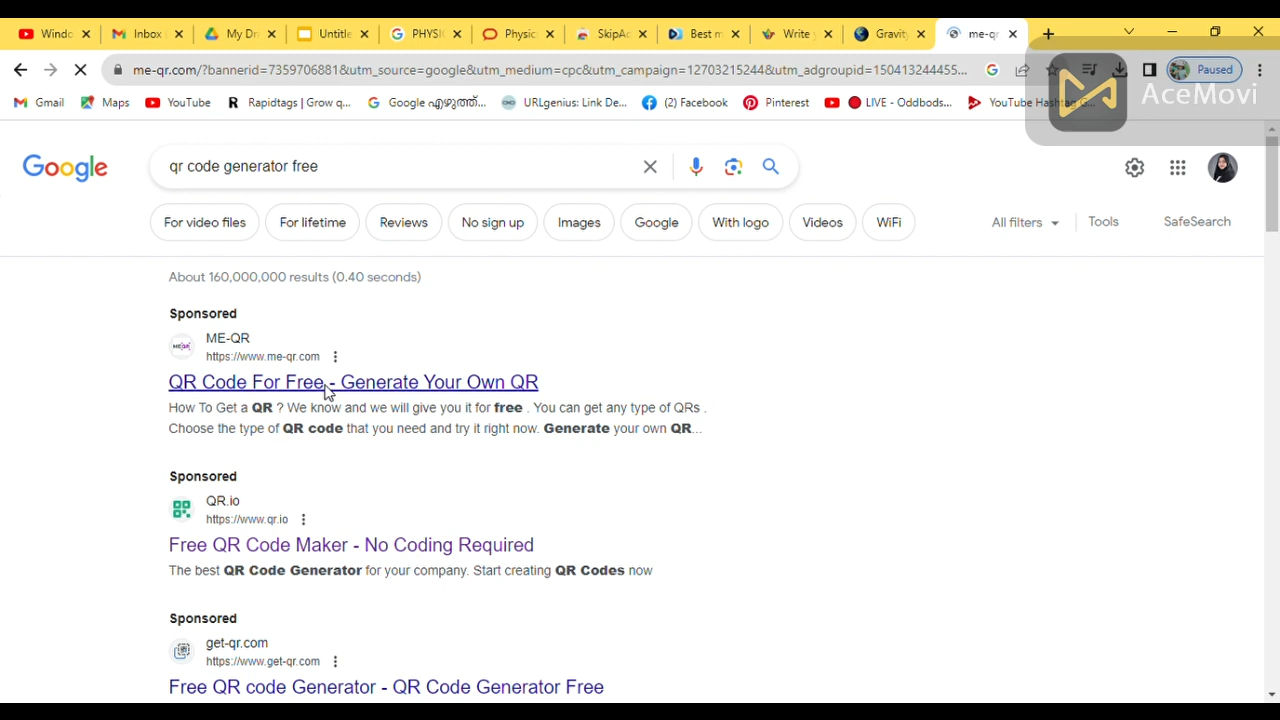 Windo
Inbox
My Dri
Untitle
PHYSIC
Physic
SkipAd
Best m
Write y
Gravity
me-qr
me-qr.com/?bannerid=7359706881&utm_source=google&utm_medium=cpc&utm_campaign=12703215244&utm_adgroupid=150413244455...
Paused
AceMovi
Gmail
Maps
YouTube
Rapidtags | Grow q...
Google എഴുത്ത്...
URLgenius: Link De...
(2) Facebook
Pinterest
LIVE - Oddbods...
YouTube Hashtag G...
Google
qr code generator free
For video files
For lifetime
Reviews
No sign up
Images
Google
With logo
Videos
WiFi
All filters
Tools
SafeSearch
About 160,000,000 results (0.40 seconds)
Sponsored
ME-QR
https://www.me-qr.com
QR Code For Free - Generate Your Own QR
How To Get a QR ? We know and we will give you it for free . You can get any type of QRs .
Choose the type of QR code that you need and try it right now. Generate your own QR...
Sponsored
QR.io
https://www.qr.io
Free QR Code Maker - No Coding Required
The best QR Code Generator for your company. Start creating QR Codes now
Sponsored
get-qr.com
https://www.get-qr.com
Free QR code Generator - QR Code Generator Free